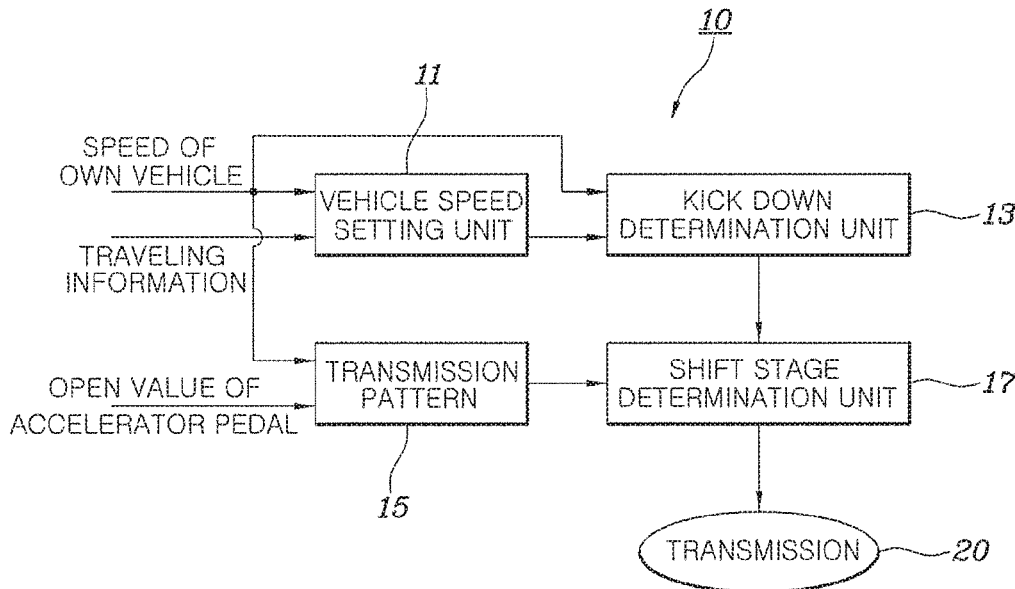 10
11
SPEED OF
OWN VEHICLE
VEHICLE SPEED
SETTING UNIT
KICK DOWN
DETERMINATION UNIT
13
TRAVELING
INFORMATION
TRANSMISSION
PATTERN
SHIFT STAGE
DETERMINATION UNIT
17
OPEN VALUE OF
ACCELERATOR PEDAL
15
TRANSMISSION
20